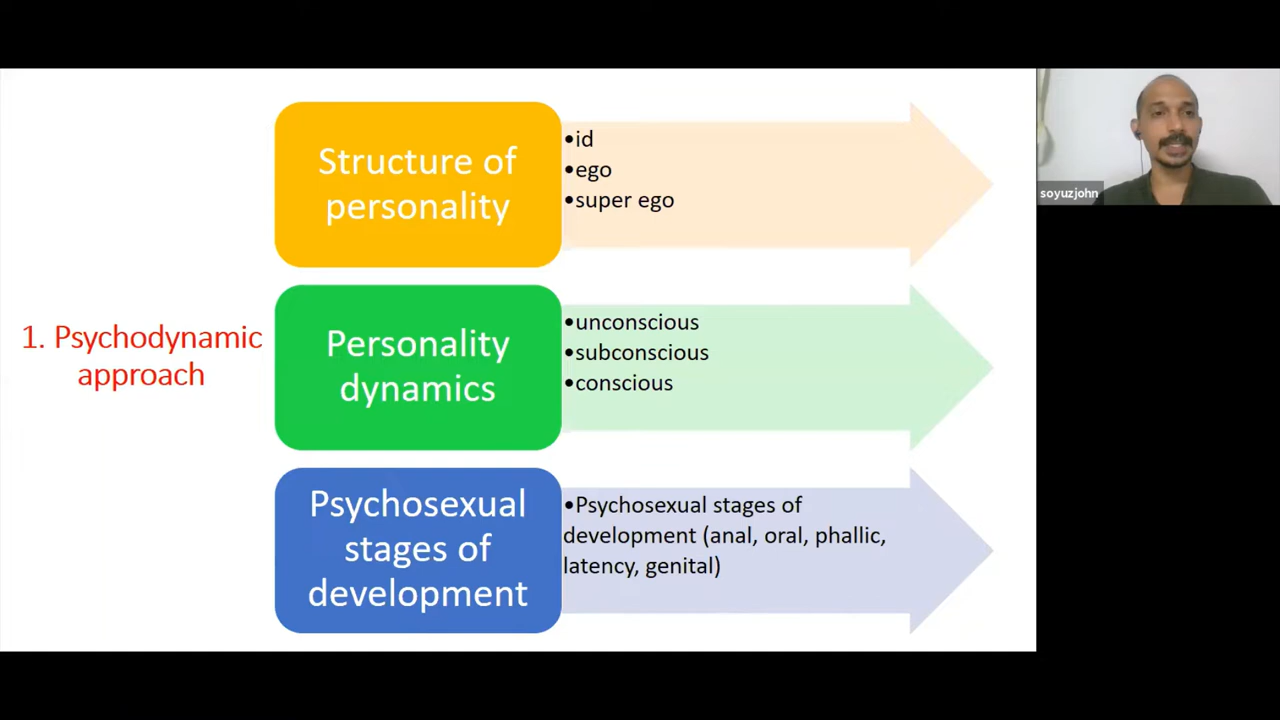 1. Psychodynamic
approach
Structure of
personality
•id
•ego
•super ego
Personality
dynamics
•unconscious
•subconscious
•conscious
Psychosexual
stages of
development
•Psychosexual stages of
development (anal, oral, phallic,
latency, genital)
soyuzjohn